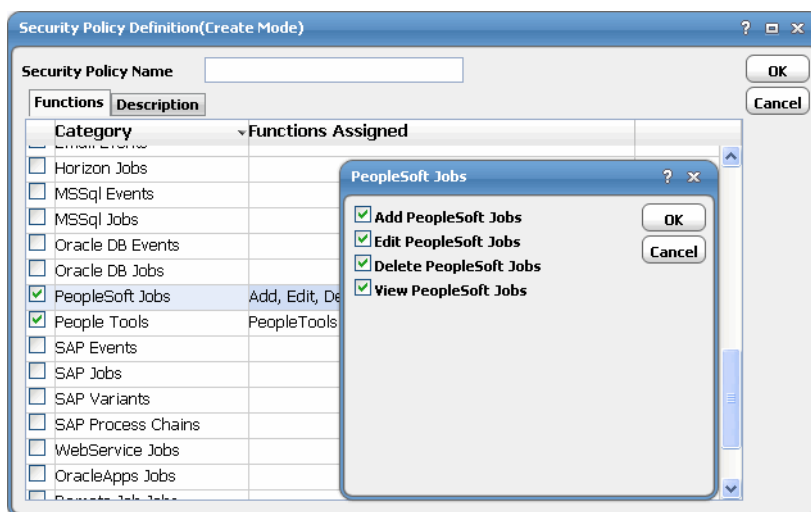 Security Policy Definition(Create Mode)
Security Policy Name
OK
Functions Description
Cancel
Category Functions Assigned
Email Events
Horizon Jobs
MSSql Events
MSSql Jobs
Oracle DB Events
Oracle DB Jobs
PeopleSoft Jobs Add, Edit, De
People Tools PeopleTools
SAP Events
SAP Jobs
SAP Variants
SAP Process Chains
WebService Jobs
OracleApps Jobs
PeopleSoft Jobs
Add PeopleSoft Jobs
OK
Edit PeopleSoft Jobs
Cancel
Delete PeopleSoft Jobs
View PeopleSoft Jobs